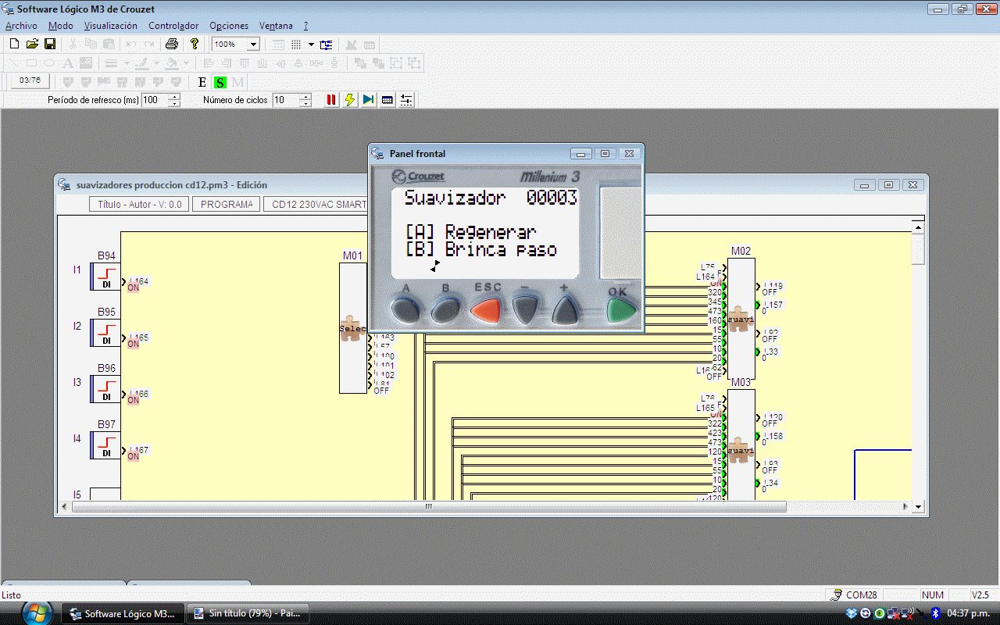 Software Lógico M3 de Crouzet
Archivo Modo Visualización Controlador Opciones Ventana ?
100%
03/76 E S M
Período de refresco (ms) 100 Número de ciclos 10
Panel frontal
Crouzet Millenium 3
Suavizador 00003
[A] Regenerar
[B] Brinca paso
A B ESC − + OK
suavizadores produccion cd12.pm3 - Edición
Título - Autor - V: 0.0 PROGRAMA CD12 230VAC SMART
I1
B94
DI
L164
ON
I2
B95
DI
L165
ON
I3
B96
DI
L166
ON
I4
B97
DI
L167
ON
I5
M01
Selec
L163
L57
L100
L101
L102
L81
OFF
M02
L75
L164
ON
320
345
473
160
15
55
10
20
OFF
suavi
L119
OFF
L157
0
L92
OFF
L33
0
M03
L76
L165
ON
322
423
473
120
15
55
10
20
120
suavi
L120
OFF
L158
0
L93
OFF
L34
0
Listo COM28 NUM V2.5
Software Lógico M3... Sin título (79%) - Pai... 04:37 p.m.